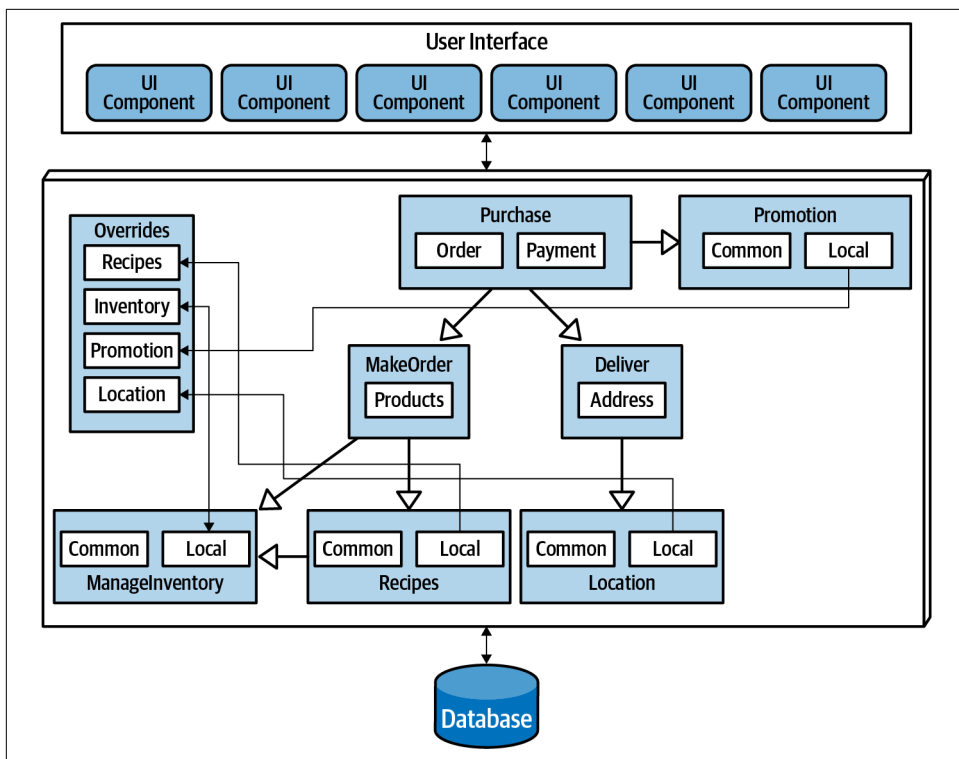 User Interface
UI
Component
UI
Component
UI
Component
UI
Component
UI
Component
UI
Component
Overrides
Recipes
Inventory
Promotion
Location
Purchase
Order
Payment
Promotion
Common
Local
MakeOrder
Products
Deliver
Address
Common
Local
ManageInventory
Common
Local
Recipes
Common
Local
Location
Database